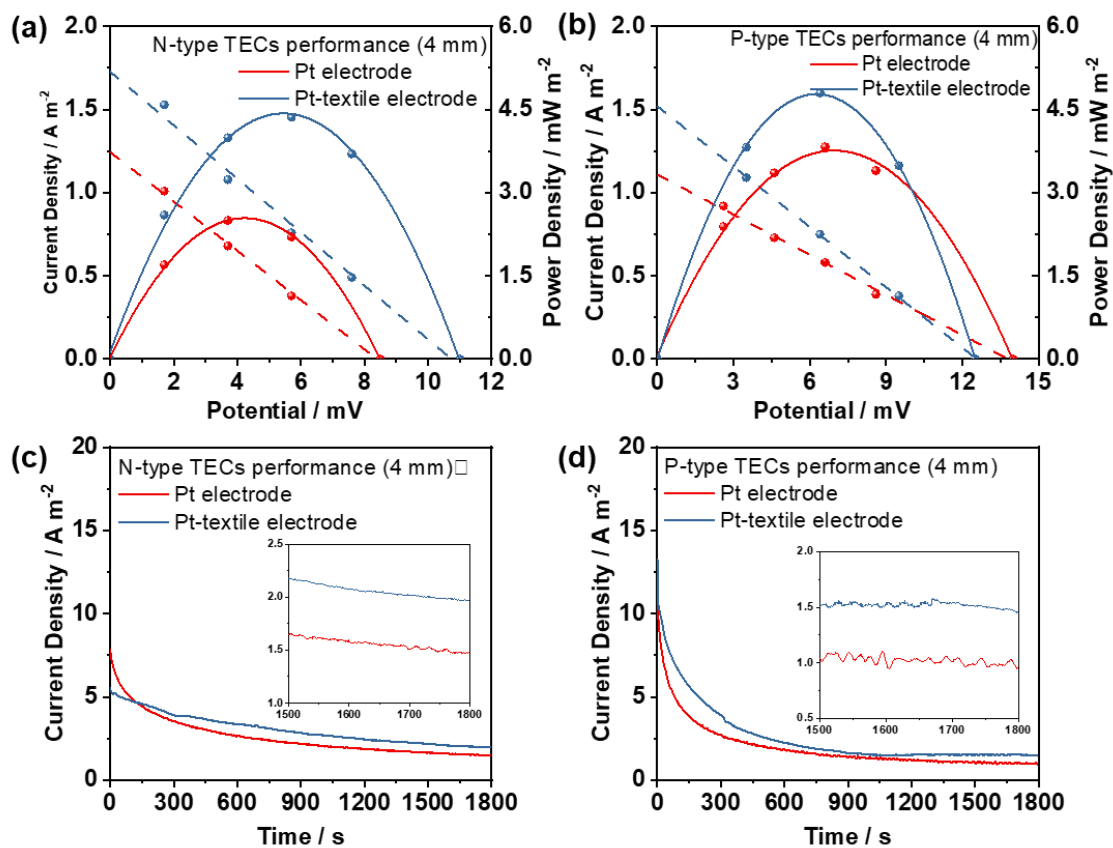 (a)
N-type TECs performance (4 mm)
Pt electrode
Pt-textile electrode
Current Density / A m⁻²
2.0
1.5
1.0
0.5
0.0
6.0
4.5
3.0
1.5
0.0
Power Density / mW m⁻²
0 2 4 6 8 10 12
Potential / mV
(b)
P-type TECs performance (4 mm)
Pt electrode
Pt-textile electrode
Current Density / A m⁻²
2.0
1.5
1.0
0.5
0.0
6.0
4.5
3.0
1.5
0.0
Power Density / mW m⁻²
0 3 6 9 12 15
Potential / mV
(c)
N-type TECs performance (4 mm)□
Pt electrode
Pt-textile electrode
Current Density / A m⁻²
20
15
10
5
0
0 300 600 900 1200 1500 1800
Time / s
2.5
2.0
1.5
1.0
1500 1600 1700 1800
(d)
P-type TECs performance (4 mm)
Pt electrode
Pt-textile electrode
Current Density / A m⁻²
20
15
10
5
0
0 300 600 900 1200 1500 1800
Time / s
2.0
1.5
1.0
0.5
1500 1600 1700 1800